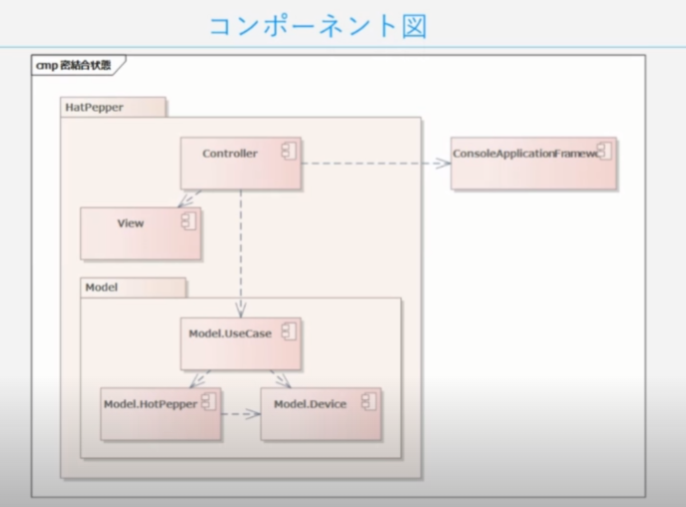 コンポーネント図
cmp 密結合状態
HatPepper
Controller
ConsoleApplicationFramewo
View
Model
Model.UseCase
Model.HotPepper
Model.Device